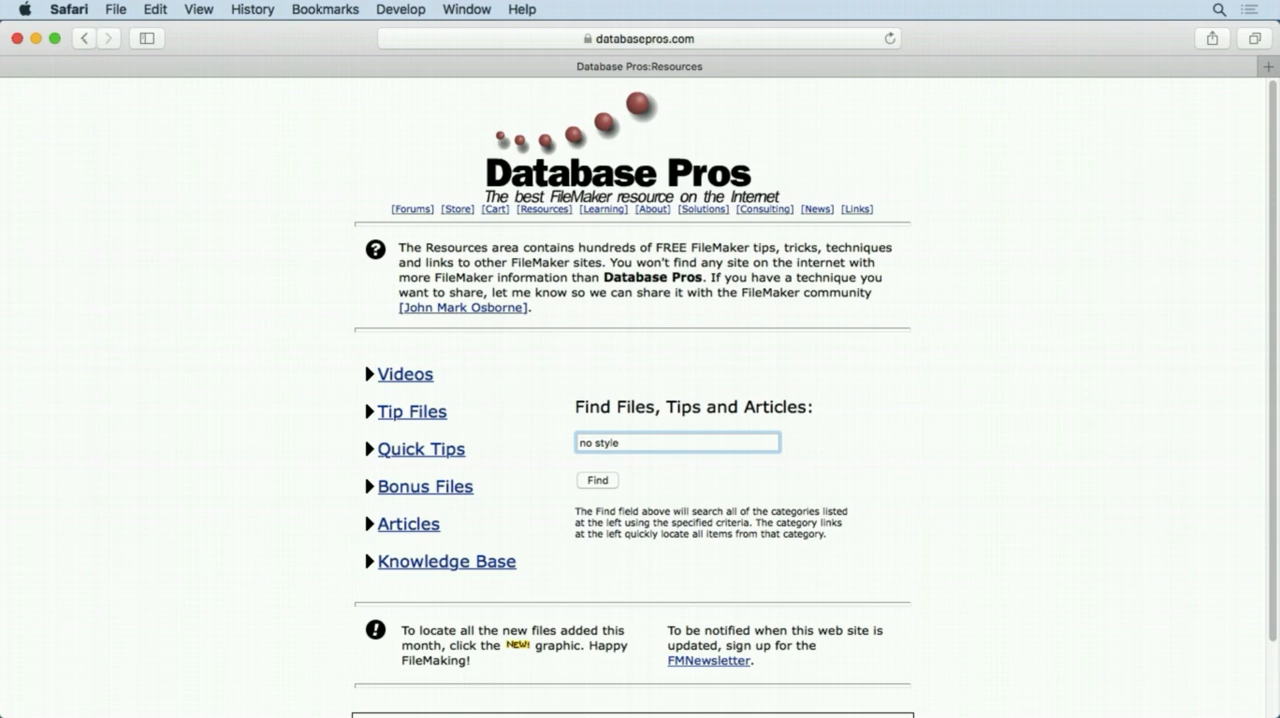 Safari File Edit View History Bookmarks Develop Window Help
databasepros.com
Database Pros:Resources
Database Pros
The best FileMaker resource on the Internet
[Forums] [Store] [Cart] [Resources] [Learning] [About] [Solutions] [Consulting] [News] [Links]
The Resources area contains hundreds of FREE FileMaker tips, tricks, techniques
and links to other FileMaker sites. You won't find any site on the internet with
more FileMaker information than Database Pros. If you have a technique you
want to share, let me know so we can share it with the FileMaker community
[John Mark Osborne].
Videos
Tip Files
Quick Tips
Bonus Files
Articles
Knowledge Base
Find Files, Tips and Articles:
no style
Find
The Find field above will search all of the categories listed
at the left using the specified criteria. The category links
at the left quickly locate all items from that category.
To locate all the new files added this
month, click the NEW! graphic. Happy
FileMaking!
To be notified when this web site is
updated, sign up for the
FMNewsletter.